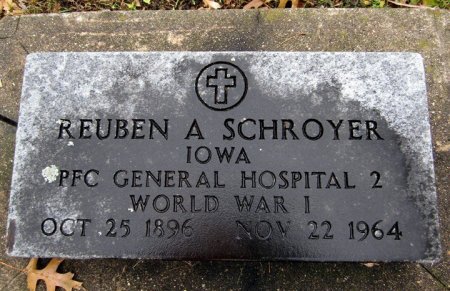 REUBEN A SCHROYER
IOWA
PFC GENERAL HOSPITAL 2
WORLD WAR I
OCT 25 1896 NOV 22 1964